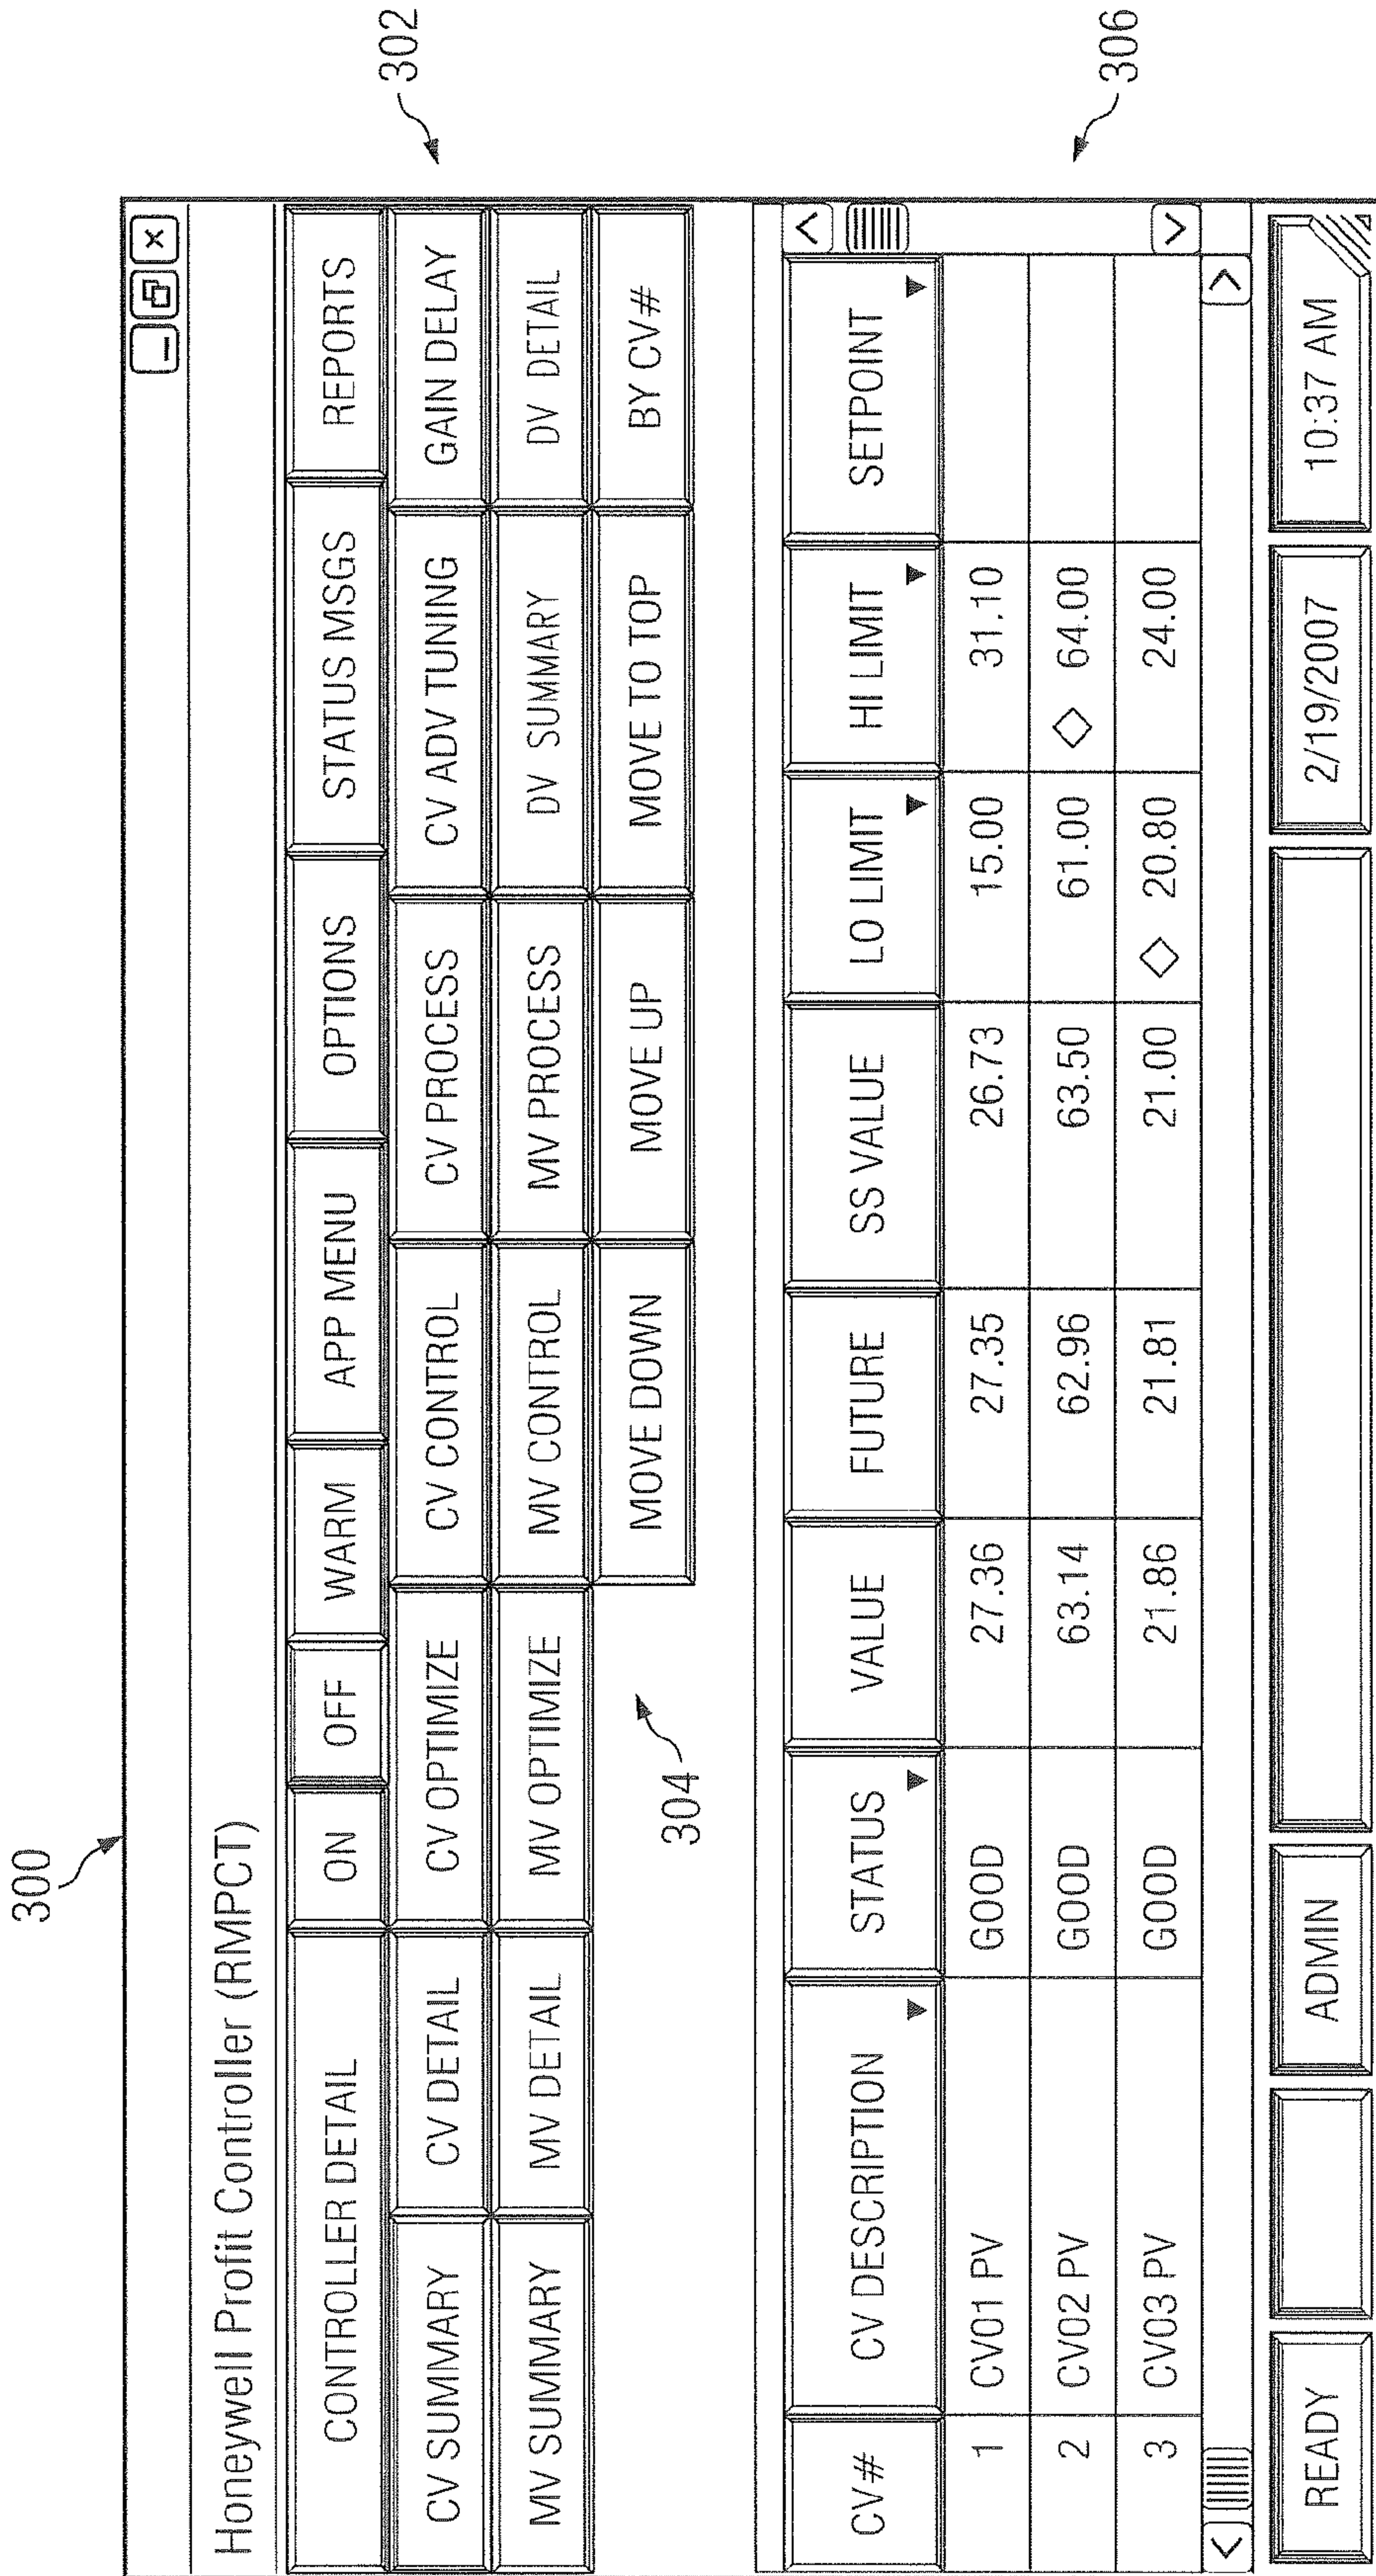 300
Honeywell Profit Controller (RMPCT)
CONTROLLER DETAIL ON OFF WARM APP MENU OPTIONS STATUS MSGS REPORTS
302
CV SUMMARY CV DETAIL CV OPTIMIZE CV CONTROL CV PROCESS CV ADV TUNING GAIN DELAY
MV SUMMARY MV DETAIL MV OPTIMIZE MV CONTROL MV PROCESS DV SUMMARY DV DETAIL
MOVE DOWN MOVE UP MOVE TO TOP BY CV#
304
CV# CV DESCRIPTION STATUS VALUE FUTURE SS VALUE LO LIMIT HI LIMIT SETPOINT
1 CV01 PV GOOD 27.36 27.35 26.73 15.00 31.10
2 CV02 PV GOOD 63.14 62.96 63.50 61.00 ◇ 64.00
3 CV03 PV GOOD 21.86 21.81 21.00 ◇ 20.80 24.00
306
READY ADMIN 2/19/2007 10:37 AM